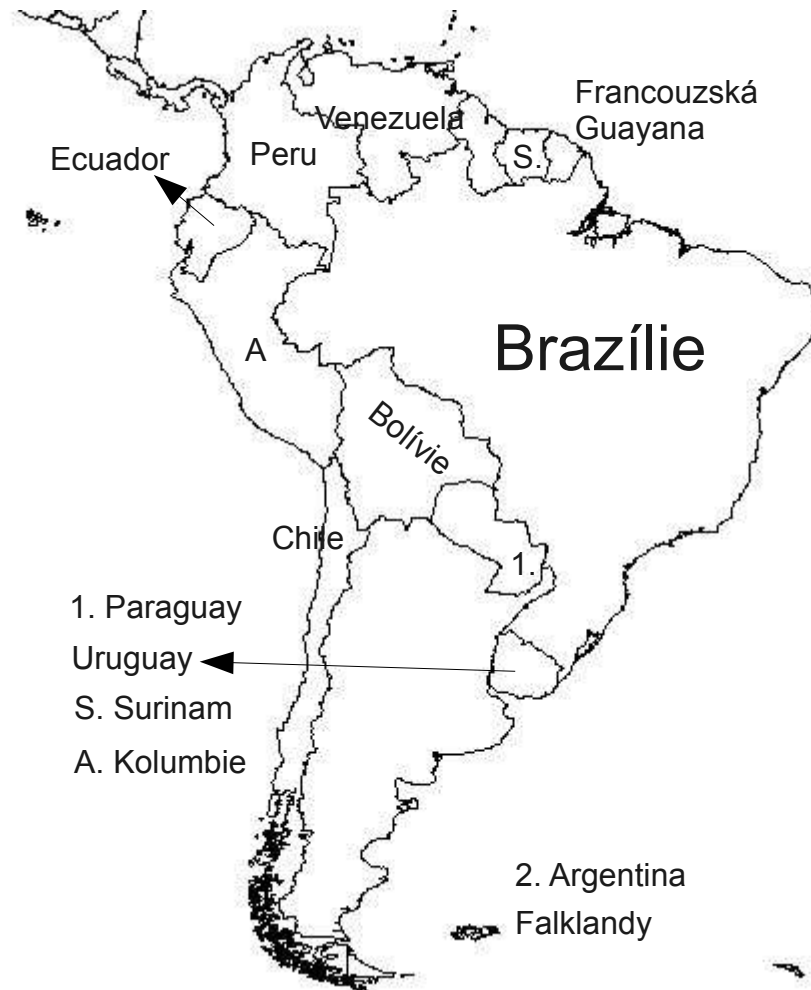 Francouzská
Guayana
Venezuela
Ecuador
Peru
S.
A
Brazílie
Bolívie
Chile
1.
1. Paraguay
Uruguay
S. Surinam
A. Kolumbie
2. Argentina
Falklandy